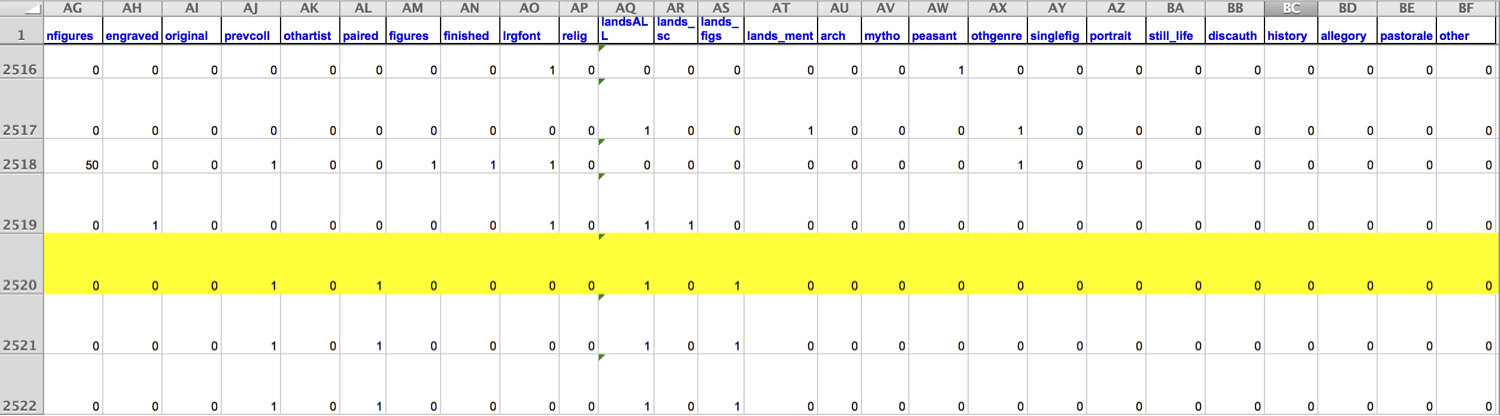 AG AH AI AJ AK AL AM AN AO AP AQ AR AS AT AU AV AW AX AY AZ BA BB BC BD BE BF
1 nfigures engraved original prevcoll othartist paired figures finished lrgfont relig landsALL lands_sc lands_figs lands_ment arch mytho peasant othgenre singlefig portrait still_life discauth history allegory pastorale other
2516 0 0 0 0 0 0 0 0 1 0 0 0 0 0 0 0 1 0 0 0 0 0 0 0 0 0
2517 0 0 0 0 0 0 0 0 0 0 1 0 0 1 0 0 0 1 0 0 0 0 0 0 0 0
2518 50 0 0 1 0 0 1 1 1 0 0 0 0 0 0 0 0 1 0 0 0 0 0 0 0 0
2519 0 1 0 0 0 0 0 0 1 0 1 1 0 0 0 0 0 0 0 0 0 0 0 0 0 0
2520 0 0 0 1 0 1 0 0 0 0 1 0 1 0 0 0 0 0 0 0 0 0 0 0 0 0
2521 0 0 0 1 0 1 0 0 0 0 1 0 1 0 0 0 0 0 0 0 0 0 0 0 0 0
2522 0 0 0 1 0 1 0 0 0 0 1 0 1 0 0 0 0 0 0 0 0 0 0 0 0 0